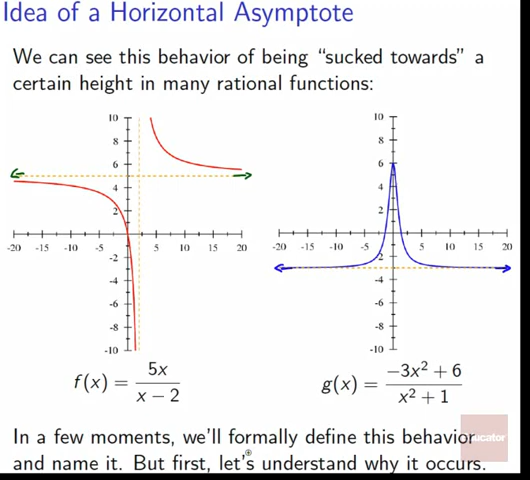 Idea of a Horizontal Asymptote
We can see this behavior of being “sucked towards” a
certain height in many rational functions:
10
8
6
4
2
-2
-4
-6
-8
-10
-20 -15 -10 -5 5 10 15 20
10
8
6
4
2
-2
-4
-6
-8
-10
-20 -15 -10 -5 5 10 15 20
f(x) = 5x / x − 2
g(x) = −3x² + 6 / x² + 1
In a few moments, we’ll formally define this behavior
and name it. But first, let’s understand why it occurs.